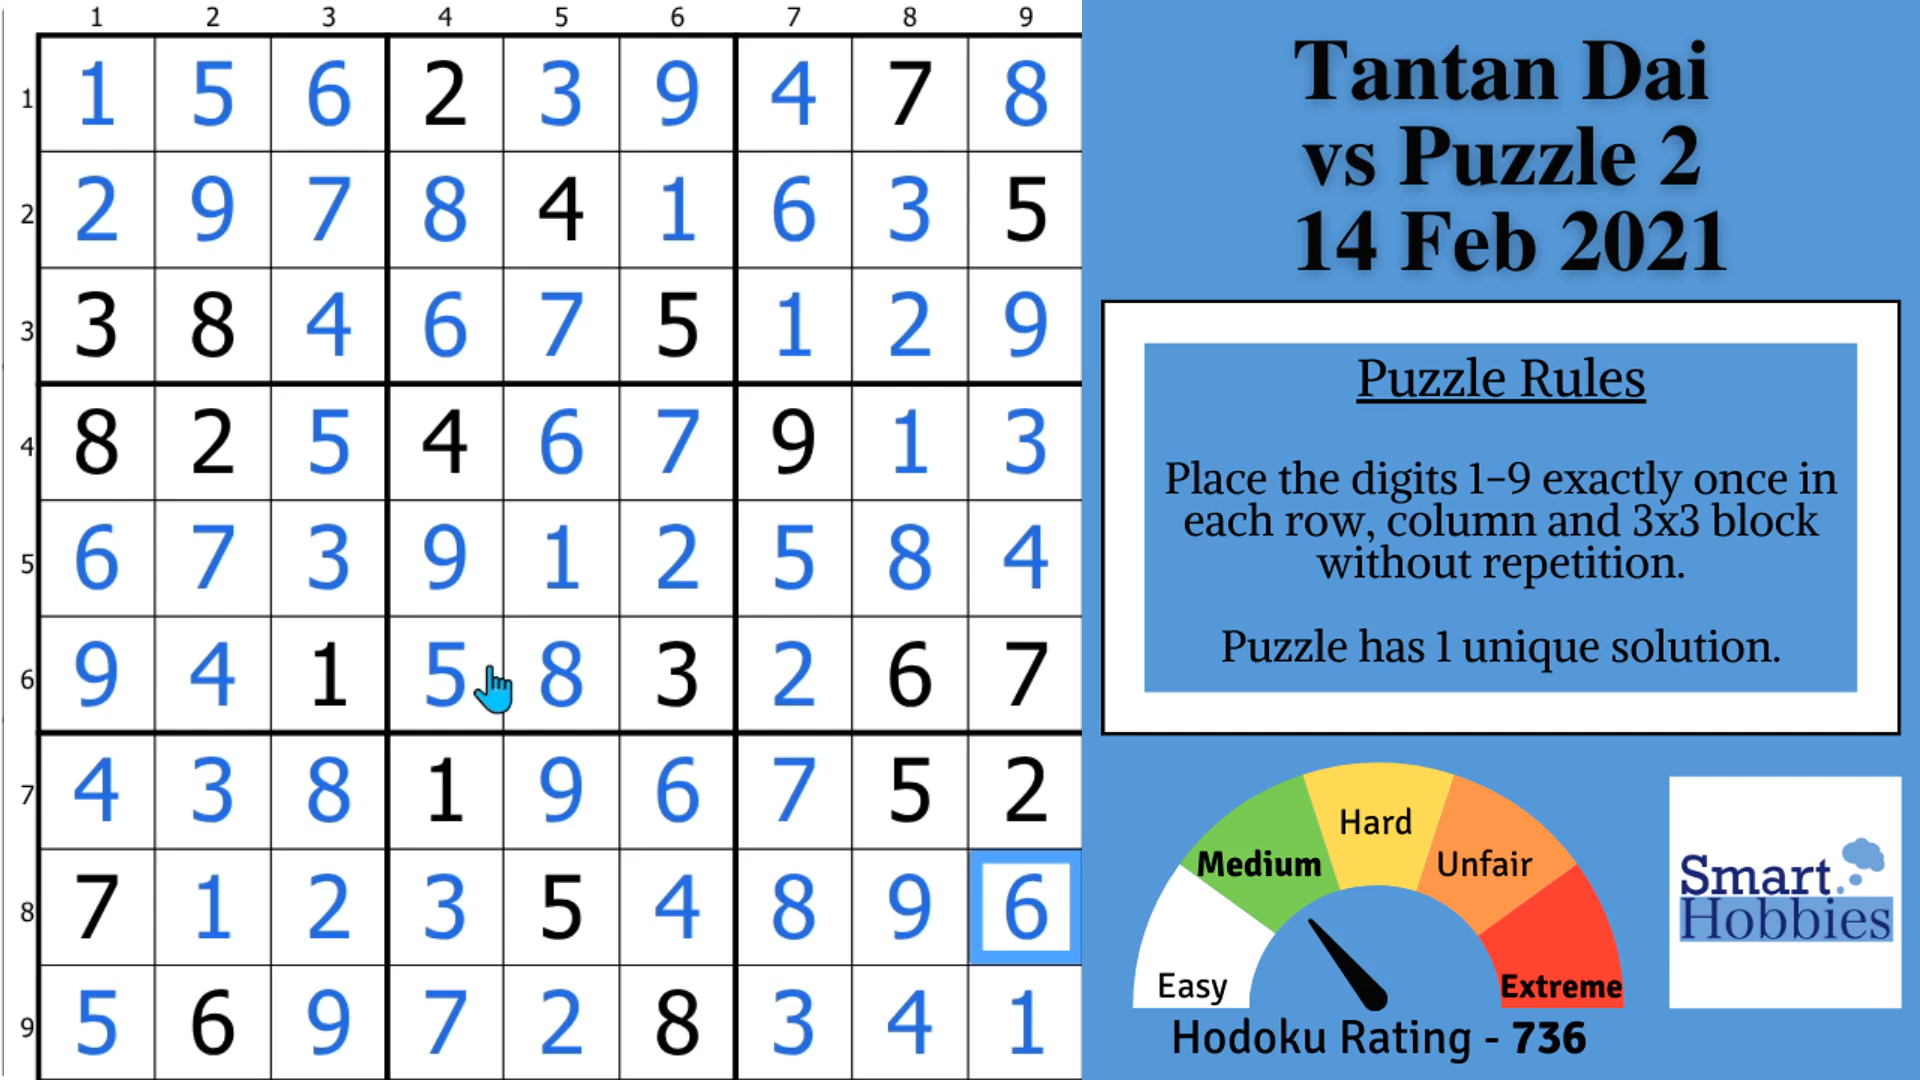 1 2 3 4 5 6 7 8 9
1 1 5 6 2 3 9 4 7 8
2 2 9 7 8 4 1 6 3 5
3 3 8 4 6 7 5 1 2 9
4 8 2 5 4 6 7 9 1 3
5 6 7 3 9 1 2 5 8 4
6 9 4 1 5 8 3 2 6 7
7 4 3 8 1 9 6 7 5 2
8 7 1 2 3 5 4 8 9 6
9 5 6 9 7 2 8 3 4 1
Tantan Dai
vs Puzzle 2
14 Feb 2021
Puzzle Rules
Place the digits 1-9 exactly once in
each row, column and 3x3 block
without repetition.
Puzzle has 1 unique solution.
Easy
Medium
Hard
Unfair
Extreme
Hodoku Rating - 736
Smart
Hobbies